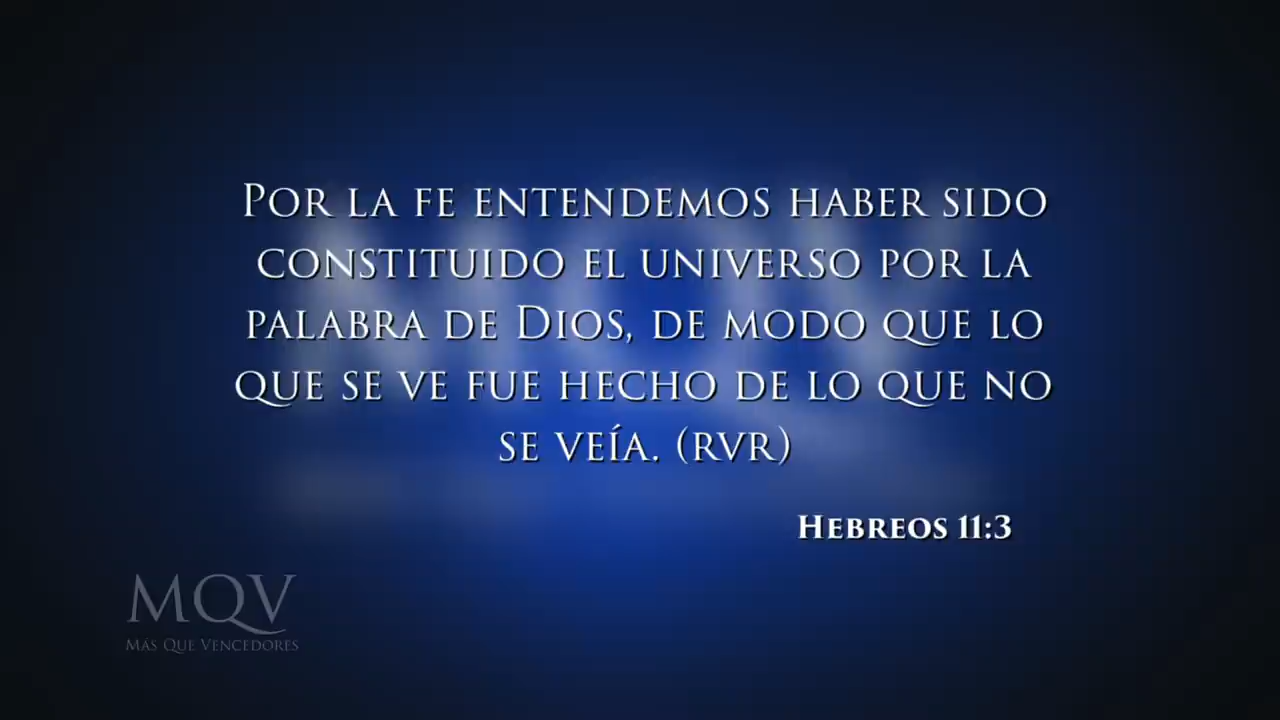 Por la fe entendemos haber sido
constituido el universo por la
palabra de Dios, de modo que lo
que se ve fue hecho de lo que no
se veía. (rvr)
Hebreos 11:3
MQV
Más Que Vencedores